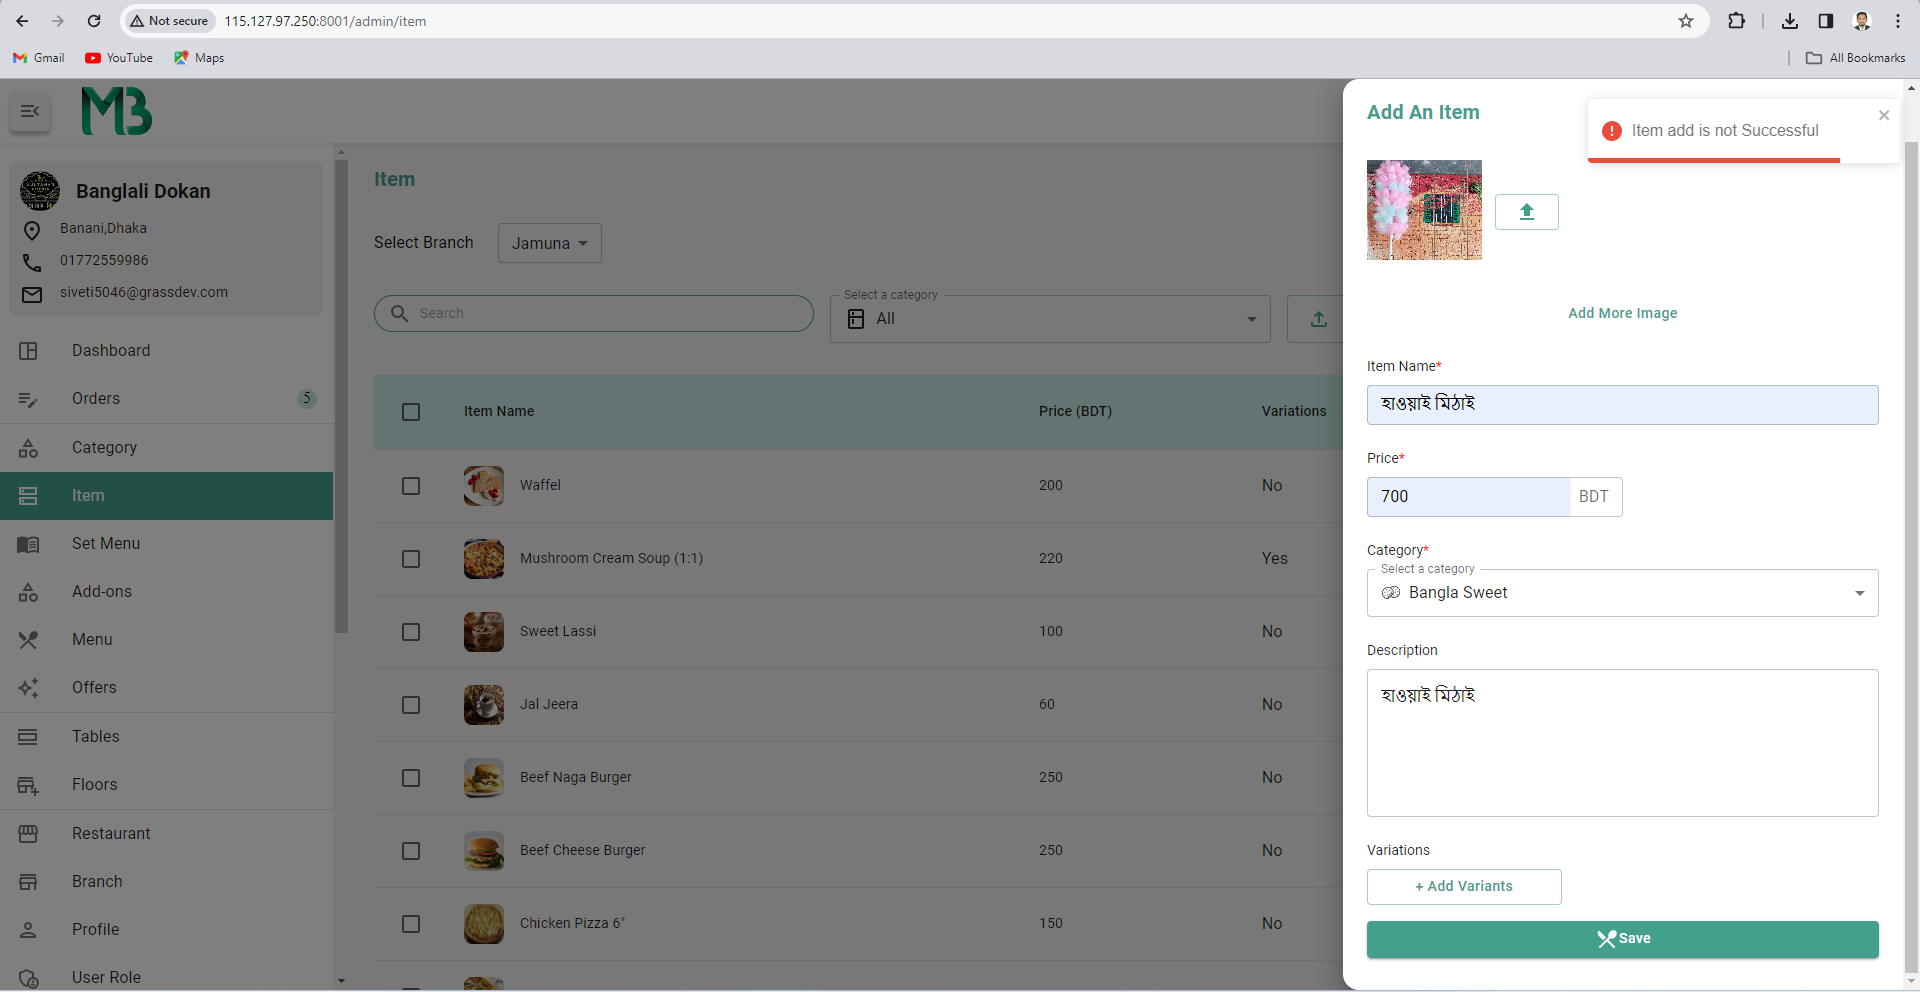 Not secure
115.127.97.250:8001/admin/item
Gmail
YouTube
Maps
All Bookmarks
MB
Banglali Dokan
Banani,Dhaka
01772559986
siveti5046@grassdev.com
Dashboard
Orders 5
Category
Item
Set Menu
Add-ons
Menu
Offers
Tables
Floors
Restaurant
Branch
Profile
User Role
Item
Select Branch Jamuna
Search
Select a category
All
Item Name Price (BDT) Variations
Waffel 200 No
Mushroom Cream Soup (1:1) 220 Yes
Sweet Lassi 100 No
Jal Jeera 60 No
Beef Naga Burger 250 No
Beef Cheese Burger 250 No
Chicken Pizza 6" 150 No
Add An Item
Item add is not Successful
Add More Image
Item Name*
হাওয়াই মিঠাই
Price*
700 BDT
Category*
Select a category
Bangla Sweet
Description
হাওয়াই মিঠাই
Variations
+ Add Variants
Save